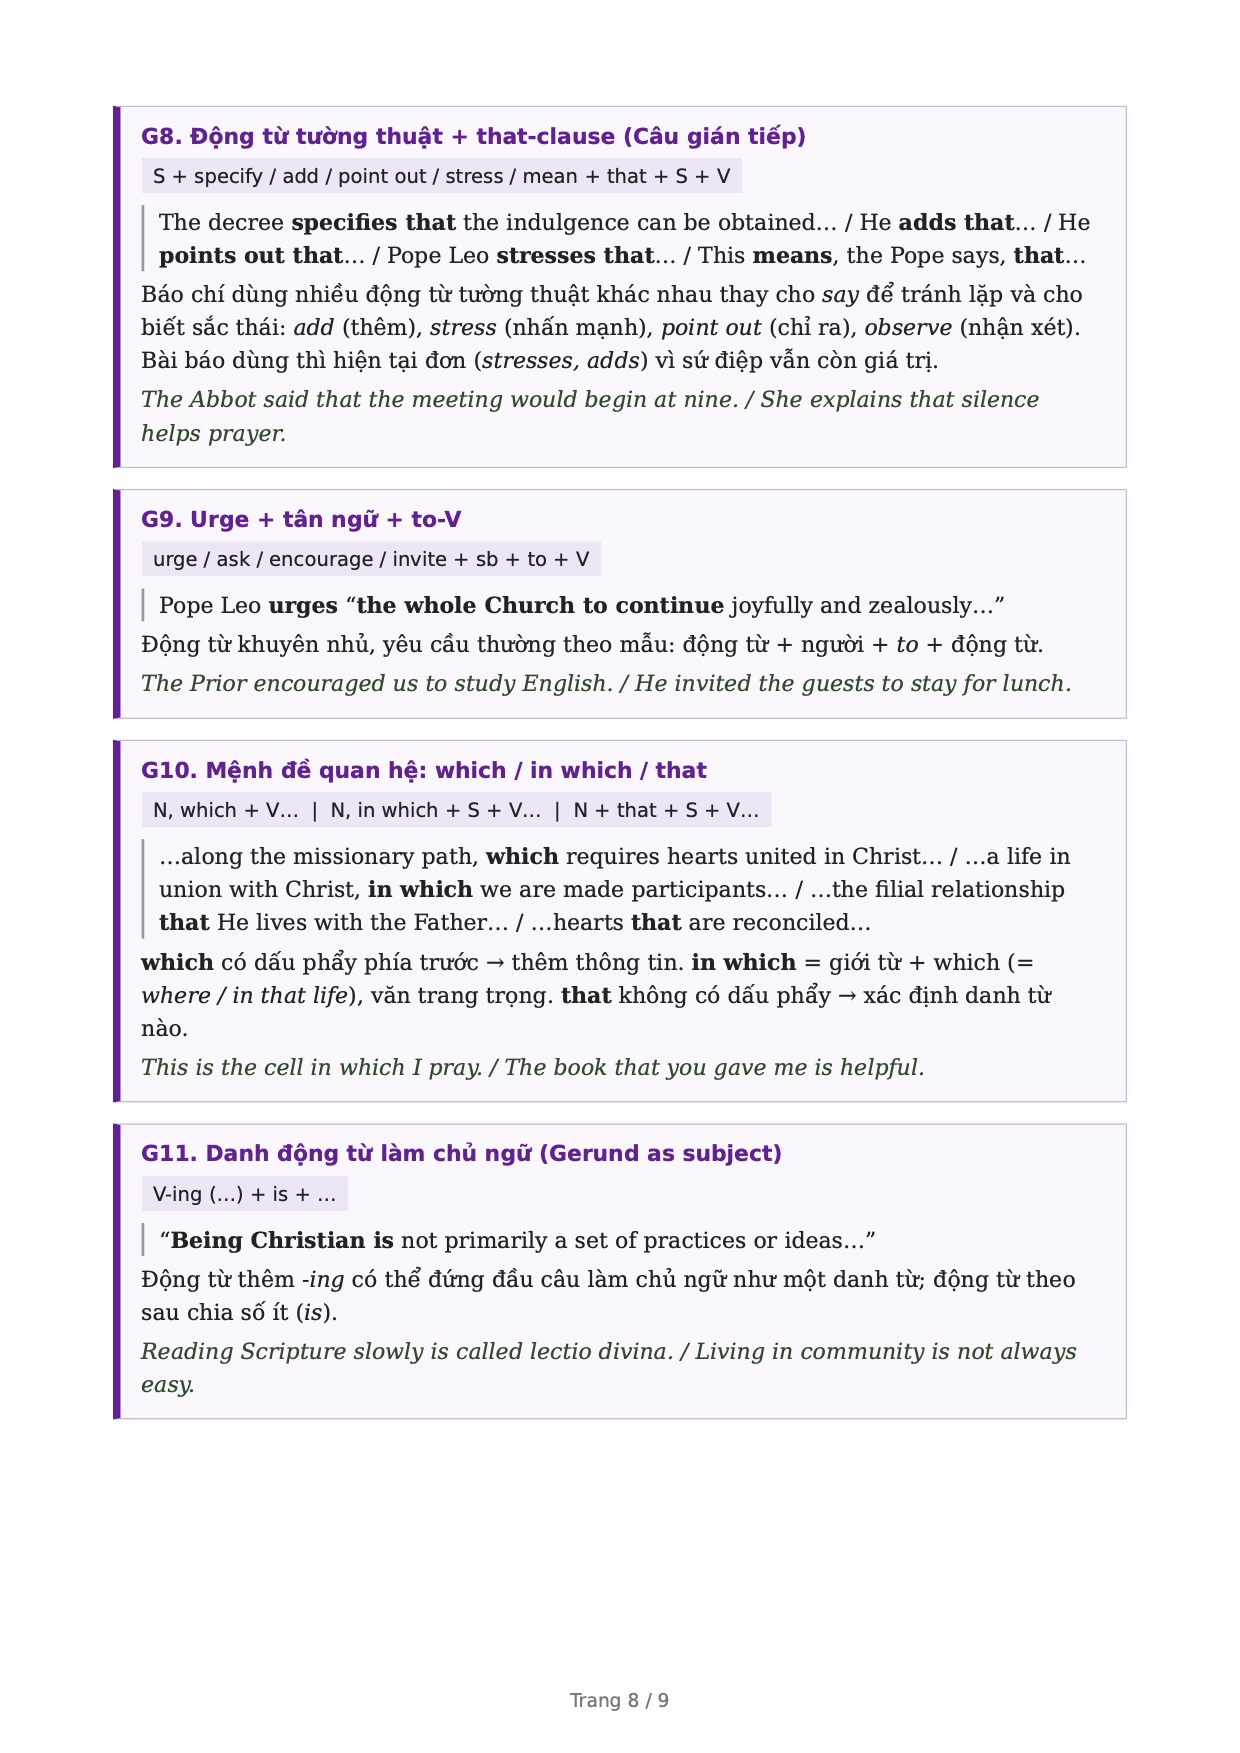 G8. Động từ tường thuật + that-clause (Câu gián tiếp)
S + specify / add / point out / stress / mean + that + S + V
The decree specifies that the indulgence can be obtained… / He adds that… / He
points out that… / Pope Leo stresses that… / This means, the Pope says, that…
Báo chí dùng nhiều động từ tường thuật khác nhau thay cho say để tránh lặp và cho
biết sắc thái: add (thêm), stress (nhấn mạnh), point out (chỉ ra), observe (nhận xét).
Bài báo dùng thì hiện tại đơn (stresses, adds) vì sứ điệp vẫn còn giá trị.
The Abbot said that the meeting would begin at nine. / She explains that silence
helps prayer.
G9. Urge + tân ngữ + to-V
urge / ask / encourage / invite + sb + to + V
Pope Leo urges “the whole Church to continue joyfully and zealously…”
Động từ khuyên nhủ, yêu cầu thường theo mẫu: động từ + người + to + động từ.
The Prior encouraged us to study English. / He invited the guests to stay for lunch.
G10. Mệnh đề quan hệ: which / in which / that
N, which + V… | N, in which + S + V… | N + that + S + V…
…along the missionary path, which requires hearts united in Christ… / …a life in
union with Christ, in which we are made participants… / …the filial relationship
that He lives with the Father… / …hearts that are reconciled…
which có dấu phẩy phía trước → thêm thông tin. in which = giới từ + which (=
where / in that life), văn trang trọng. that không có dấu phẩy → xác định danh từ
nào.
This is the cell in which I pray. / The book that you gave me is helpful.
G11. Danh động từ làm chủ ngữ (Gerund as subject)
V-ing (…) + is + …
“Being Christian is not primarily a set of practices or ideas…”
Động từ thêm -ing có thể đứng đầu câu làm chủ ngữ như một danh từ; động từ theo
sau chia số ít (is).
Reading Scripture slowly is called lectio divina. / Living in community is not always
easy.
Trang 8 / 9